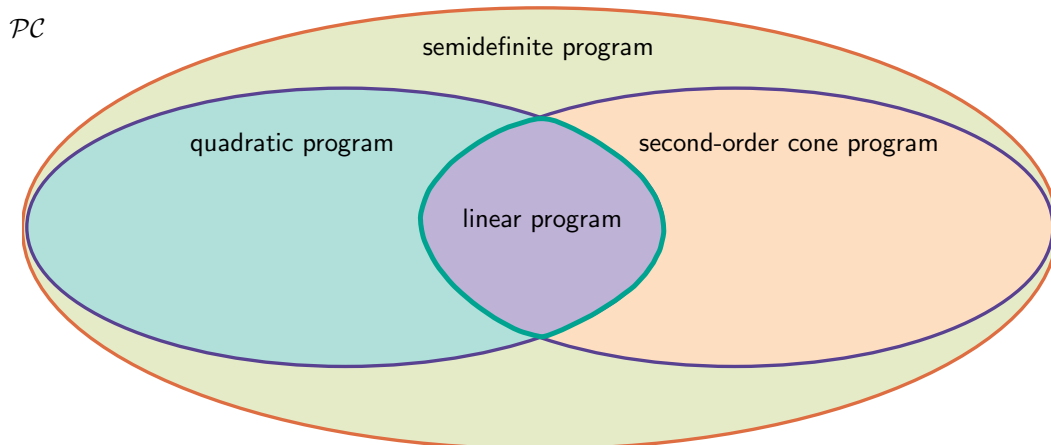 𝒫𝒞
semidefinite program
quadratic program
second-order cone program
linear program